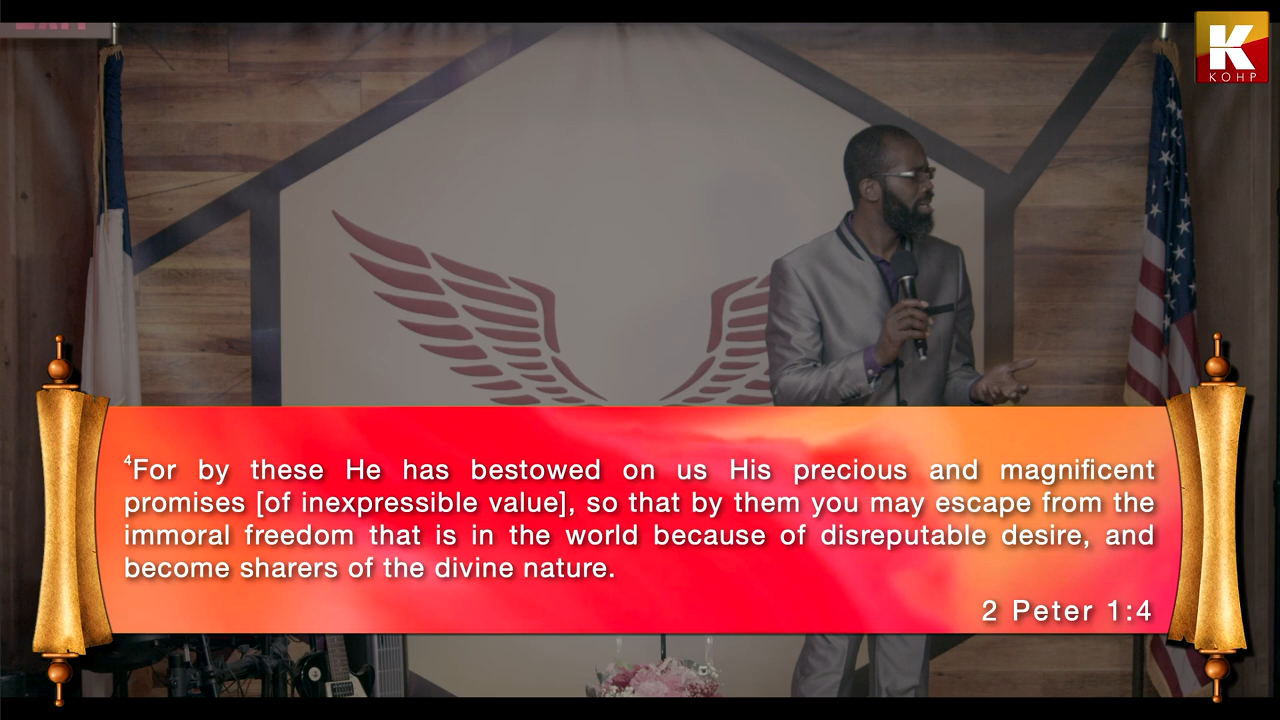 EXIT
K
KOHP
⁴For by these He has bestowed on us His precious and magnificent
promises [of inexpressible value], so that by them you may escape from the
immoral freedom that is in the world because of disreputable desire, and
become sharers of the divine nature.
2 Peter 1:4